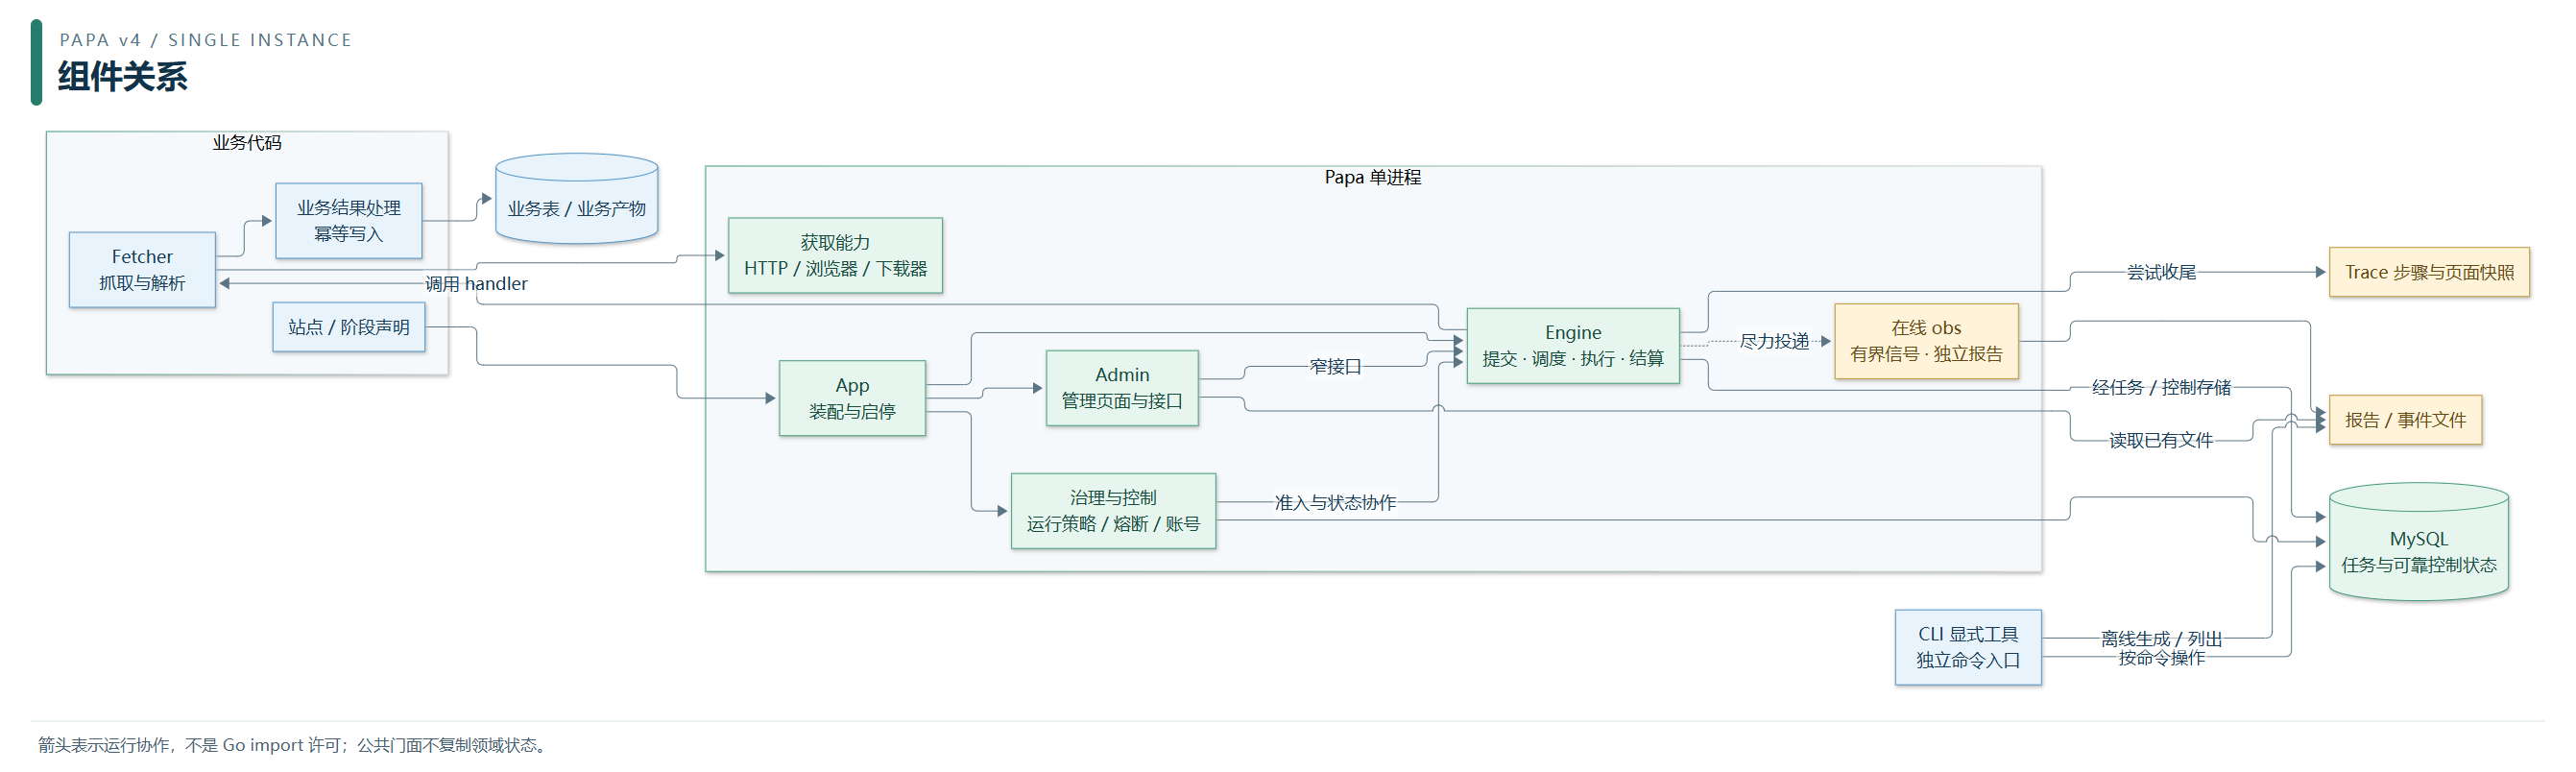 PAPA v4 / SINGLE INSTANCE
组件关系
业务代码
业务结果处理
幂等写入
Fetcher
抓取与解析
站点 / 阶段声明
业务表 / 业务产物
调用 handler
Papa 单进程
获取能力
HTTP / 浏览器 / 下载器
App
装配与启停
Admin
管理页面与接口
治理与控制
运行策略 / 熔断 / 账号
窄接口
准入与状态协作
Engine
提交 · 调度 · 执行 · 结算
尽力投递
在线 obs
有界信号 · 独立报告
尝试收尾
经任务 / 控制存储
读取已有文件
Trace 步骤与页面快照
报告 / 事件文件
MySQL
任务与可靠控制状态
CLI 显式工具
独立命令入口
离线生成 / 列出
按命令操作
箭头表示运行协作，不是 Go import 许可；公共门面不复制领域状态。